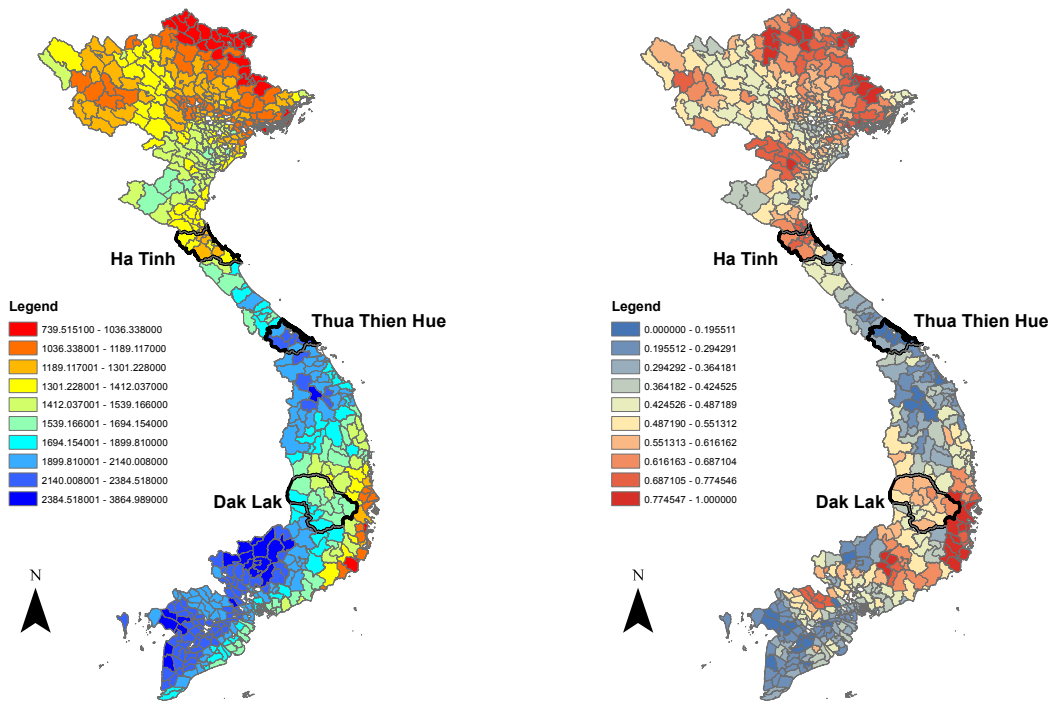 Ha Tinh
Thua Thien Hue
Dak Lak
Legend
739.515100 - 1036.338000
1036.338001 - 1189.117000
1189.117001 - 1301.228000
1301.228001 - 1412.037000
1412.037001 - 1539.166000
1539.166001 - 1694.154000
1694.154001 - 1899.810000
1899.810001 - 2140.008000
2140.008001 - 2384.518000
2384.518001 - 3864.989000
N
Ha Tinh
Thua Thien Hue
Dak Lak
Legend
0.000000 - 0.195511
0.195512 - 0.294291
0.294292 - 0.364181
0.364182 - 0.424525
0.424526 - 0.487189
0.487190 - 0.551312
0.551313 - 0.616162
0.616163 - 0.687104
0.687105 - 0.774546
0.774547 - 1.000000
N